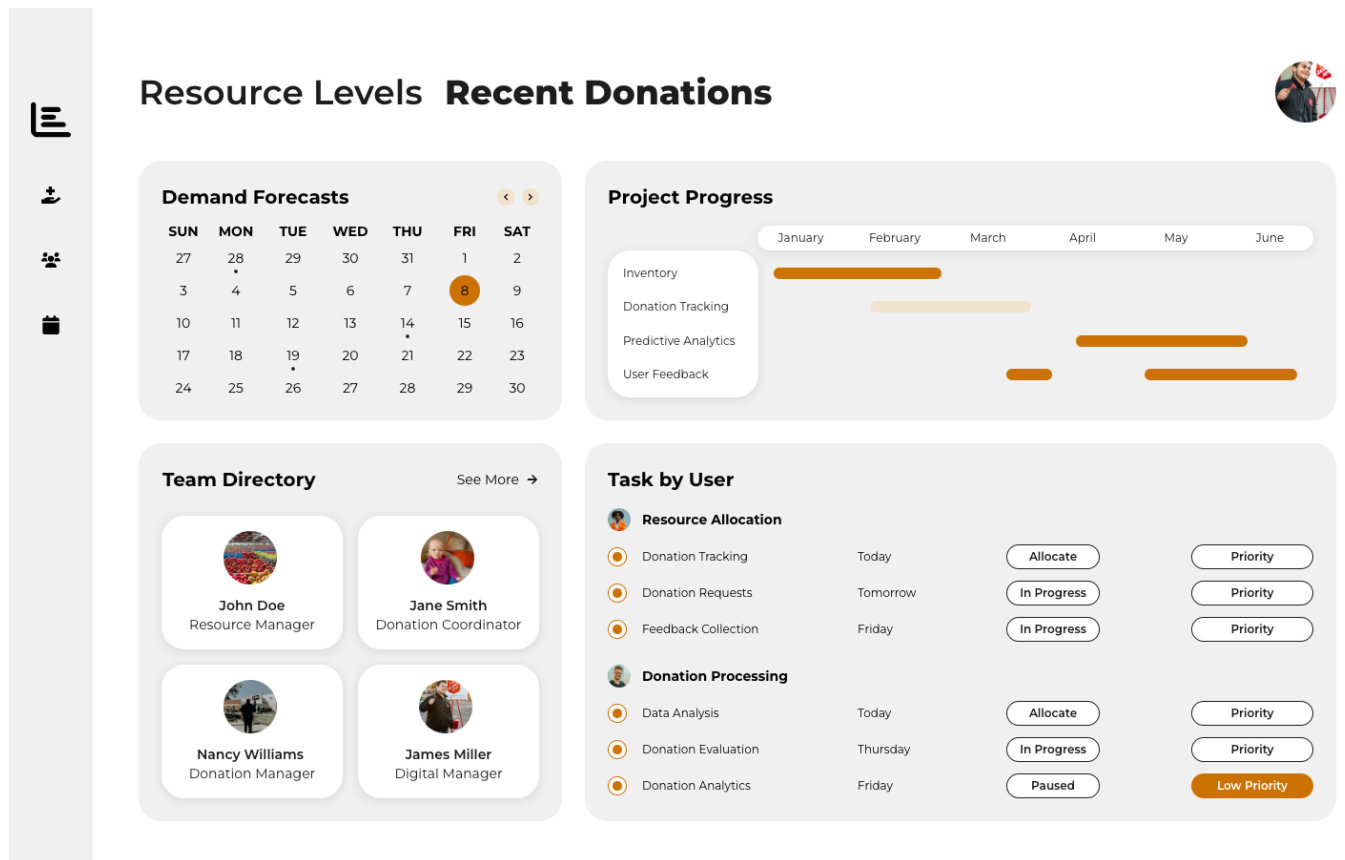 Resource Levels Recent Donations
Demand Forecasts
SUN MON TUE WED THU FRI SAT
27 28 29 30 31 1 2
3 4 5 6 7 8 9
10 11 12 13 14 15 16
17 18 19 20 21 22 23
24 25 26 27 28 29 30
Project Progress
January February March April May June
Inventory
Donation Tracking
Predictive Analytics
User Feedback
Team Directory
See More →
John Doe
Resource Manager
Jane Smith
Donation Coordinator
Nancy Williams
Donation Manager
James Miller
Digital Manager
Task by User
Resource Allocation
Donation Tracking Today Allocate Priority
Donation Requests Tomorrow In Progress Priority
Feedback Collection Friday In Progress Priority
Donation Processing
Data Analysis Today Allocate Priority
Donation Evaluation Thursday In Progress Priority
Donation Analytics Friday Paused Low Priority